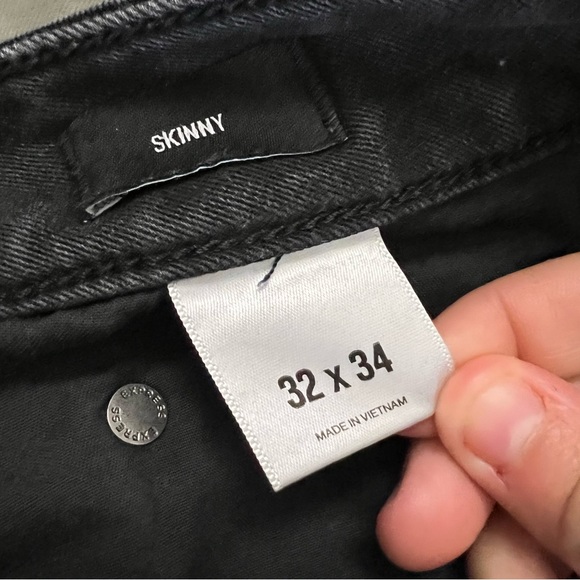 SKINNY
32 x 34
MADE IN VIETNAM
EXPRESS
EXPRESS